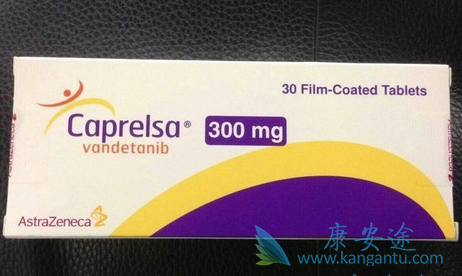 30 Film-Coated Tablets
Caprelsa® 300 mg
vandetanib
AstraZeneca
康安途
www.kangantu.com